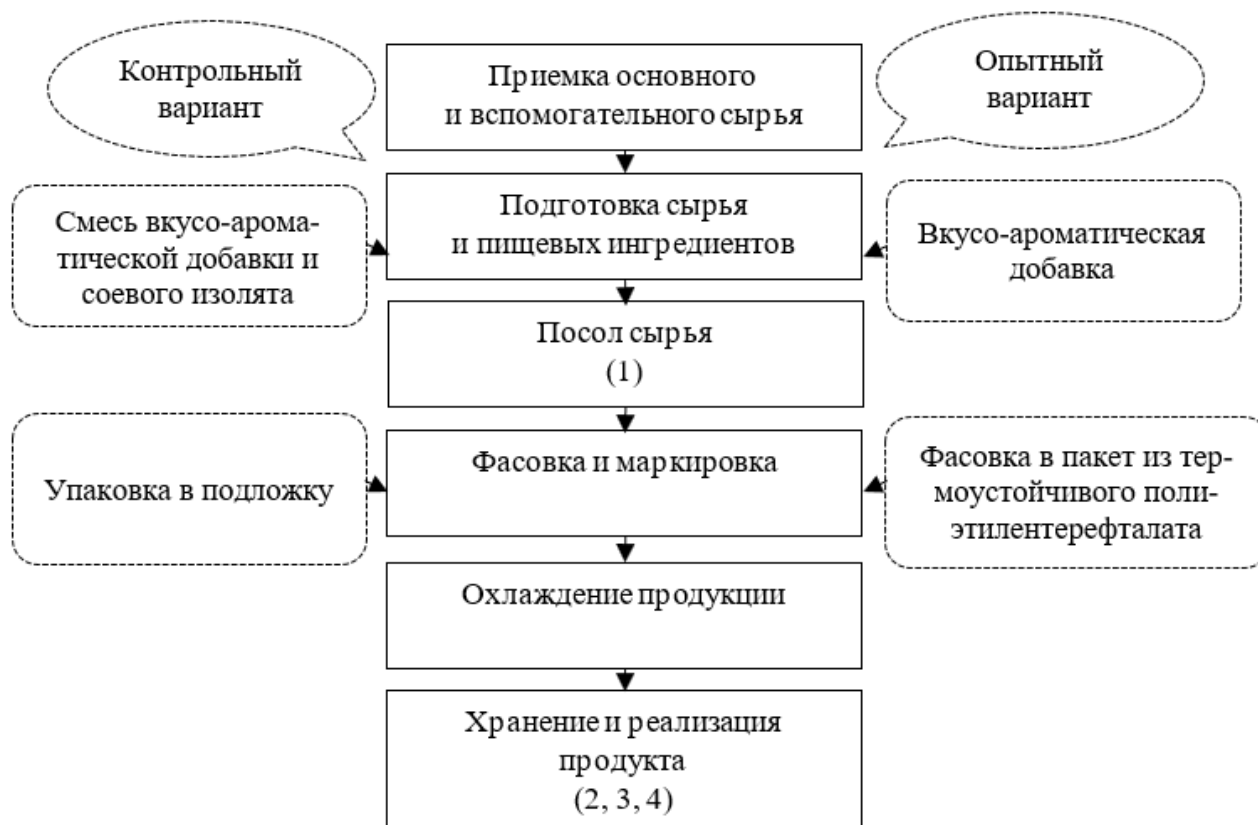 Контрольный
вариант
Приемка основного
и вспомогательного сырья
Опытный
вариант
Смесь вкусо-арома-
тической добавки и
соевого изолята
Подготовка сырья
и пищевых ингредиентов
Вкусо-ароматическая
добавка
Посол сырья
(1)
Упаковка в подложку
Фасовка и маркировка
Фасовка в пакет из тер-
моустойчивого поли-
этилентерефталата
Охлаждение продукции
Хранение и реализация
продукта
(2, 3, 4)